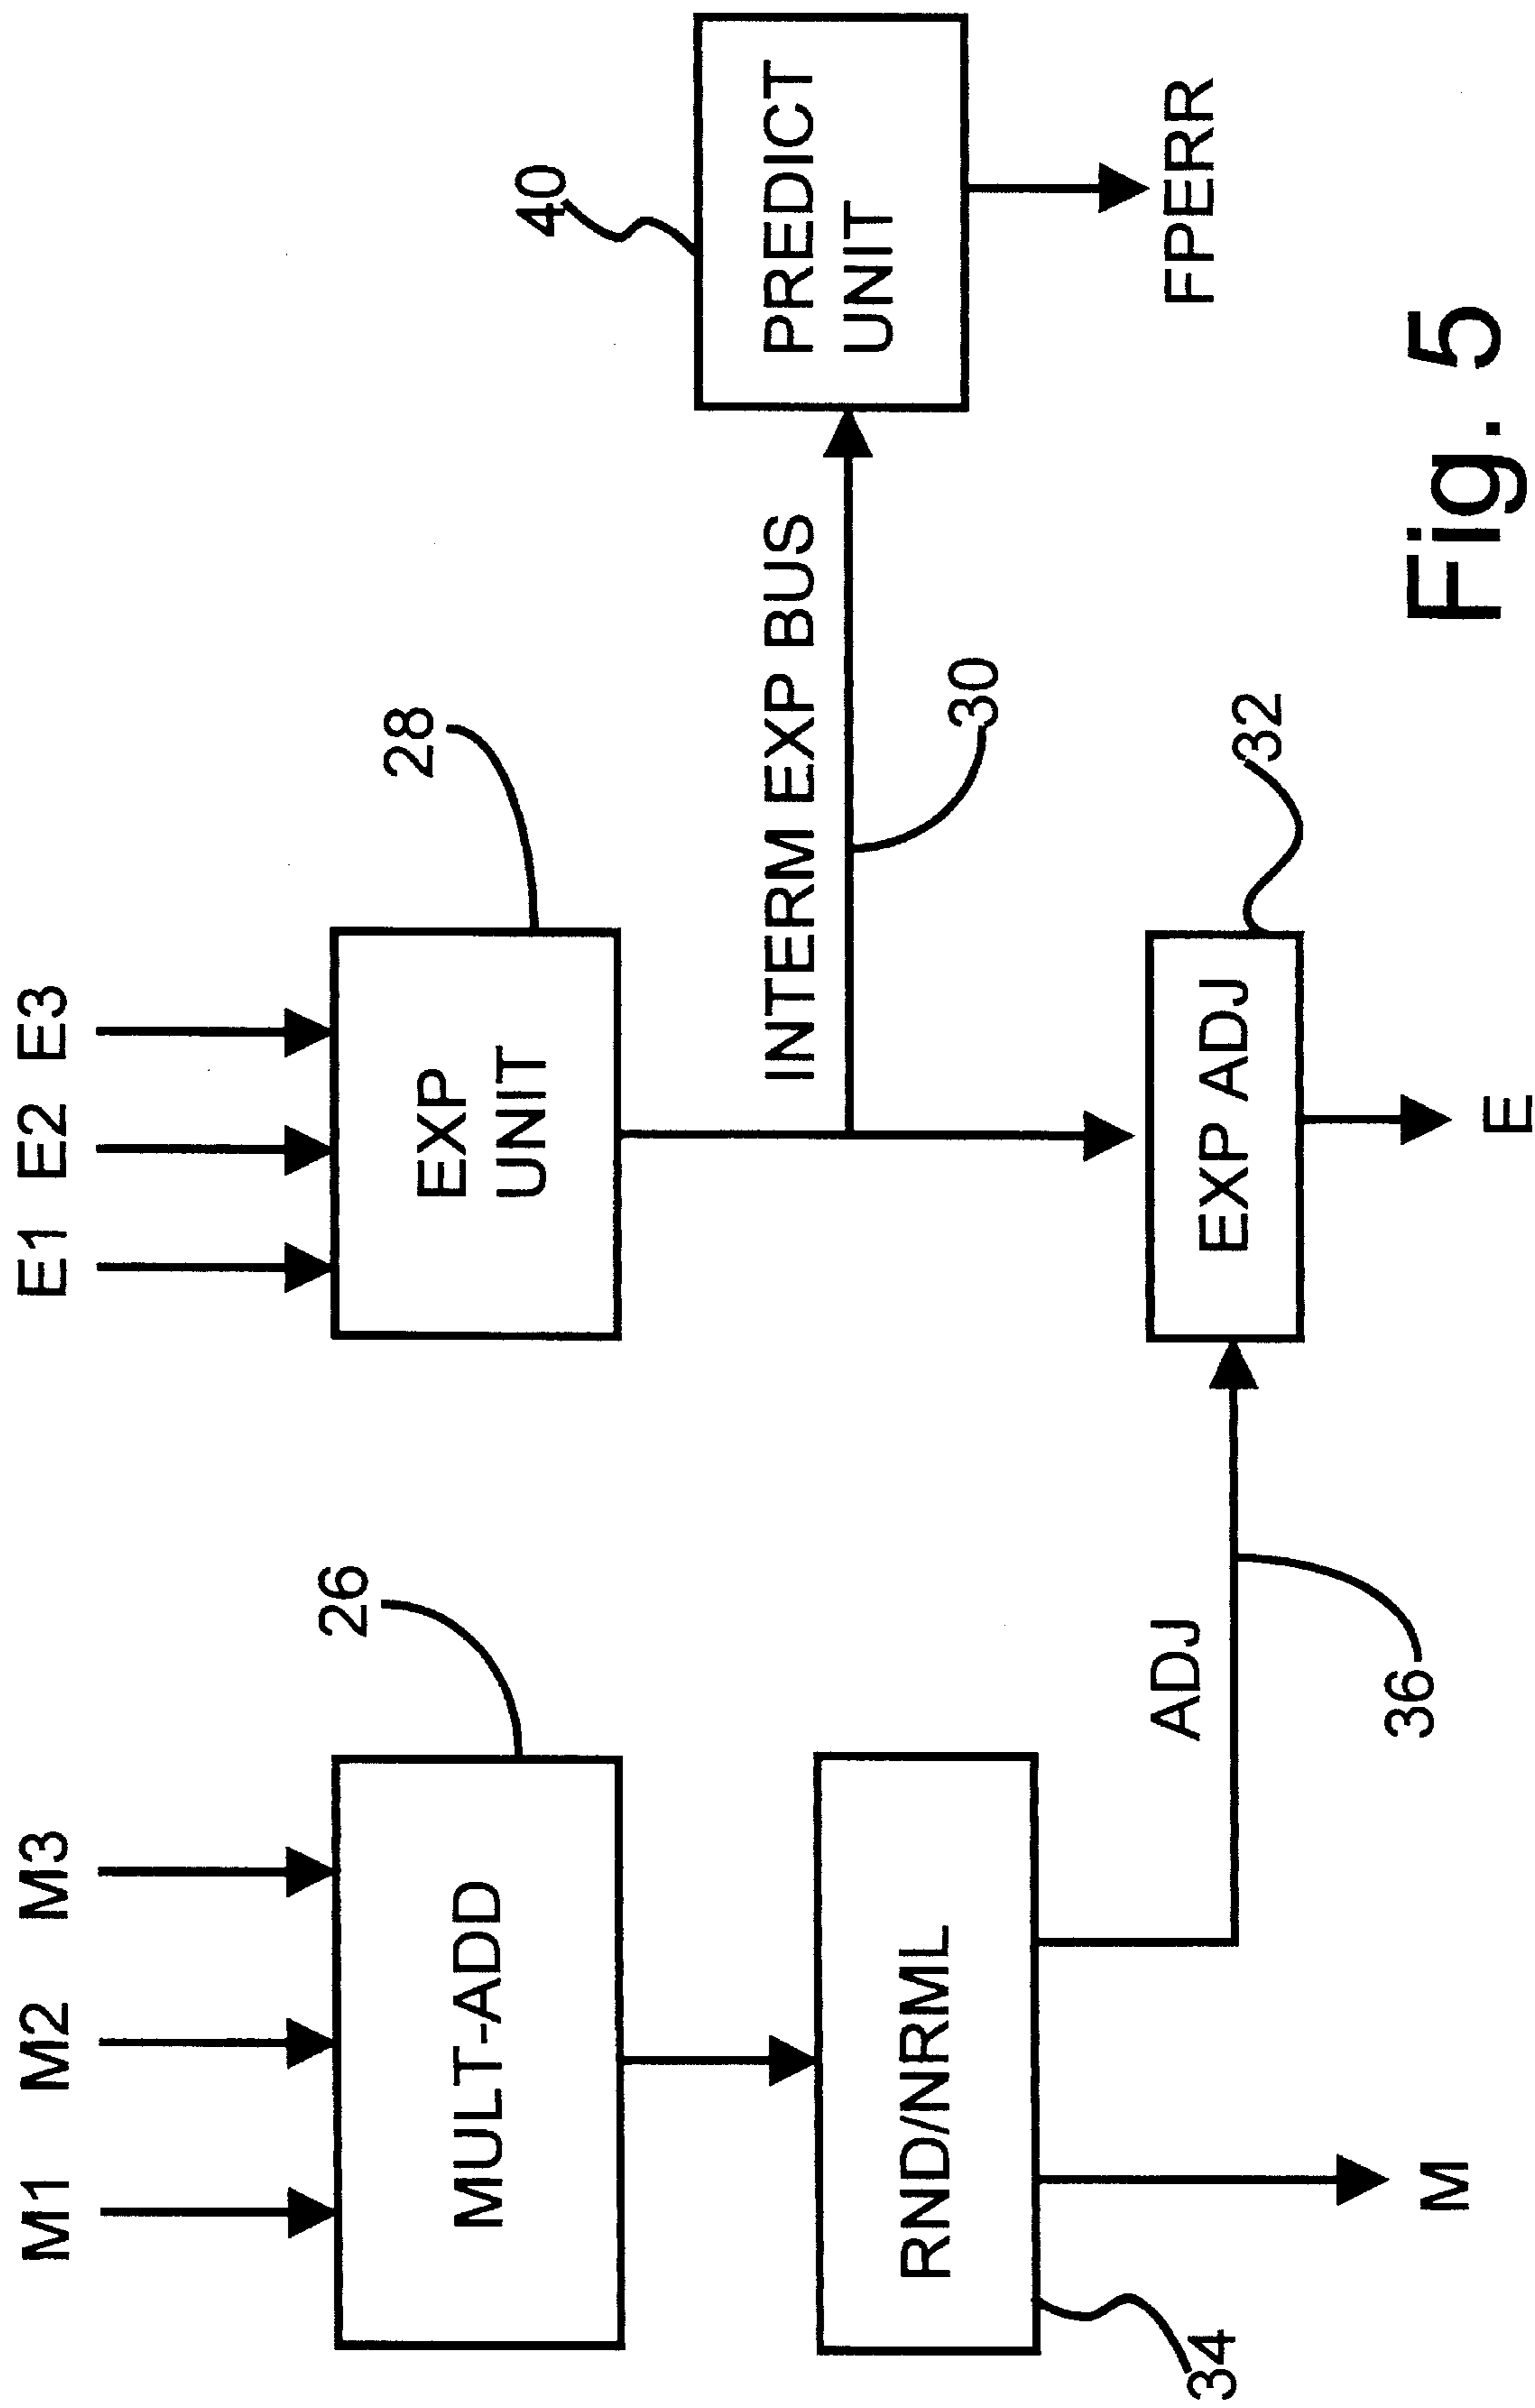 M1 M2 M3
E1 E2 E3
26
28
MULT-ADD
EXP
UNIT
40
PREDICT
UNIT
INTERM EXP BUS
30
RND/NRML
34
ADJ
36
EXP ADJ
32
FPERR
M
E
Fig. 5